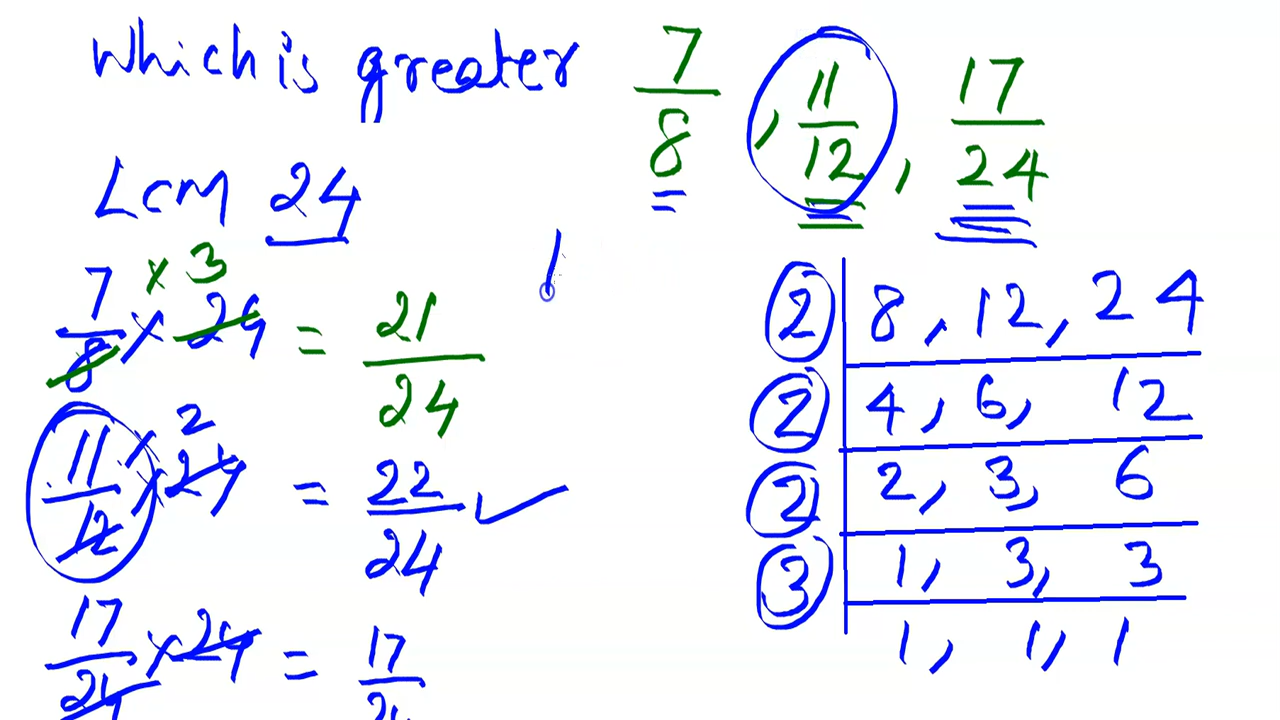 Which is greater 7/8, 11/12, 17/24
LCM 24
7/8 × 24 × 3 = 21/24
11/12 × 24 × 2 = 22/24 ✓
17/24 × 24 = 17/24
2 | 8, 12, 24
2 | 4, 6, 12
2 | 2, 3, 6
3 | 1, 3, 3
1, 1, 1